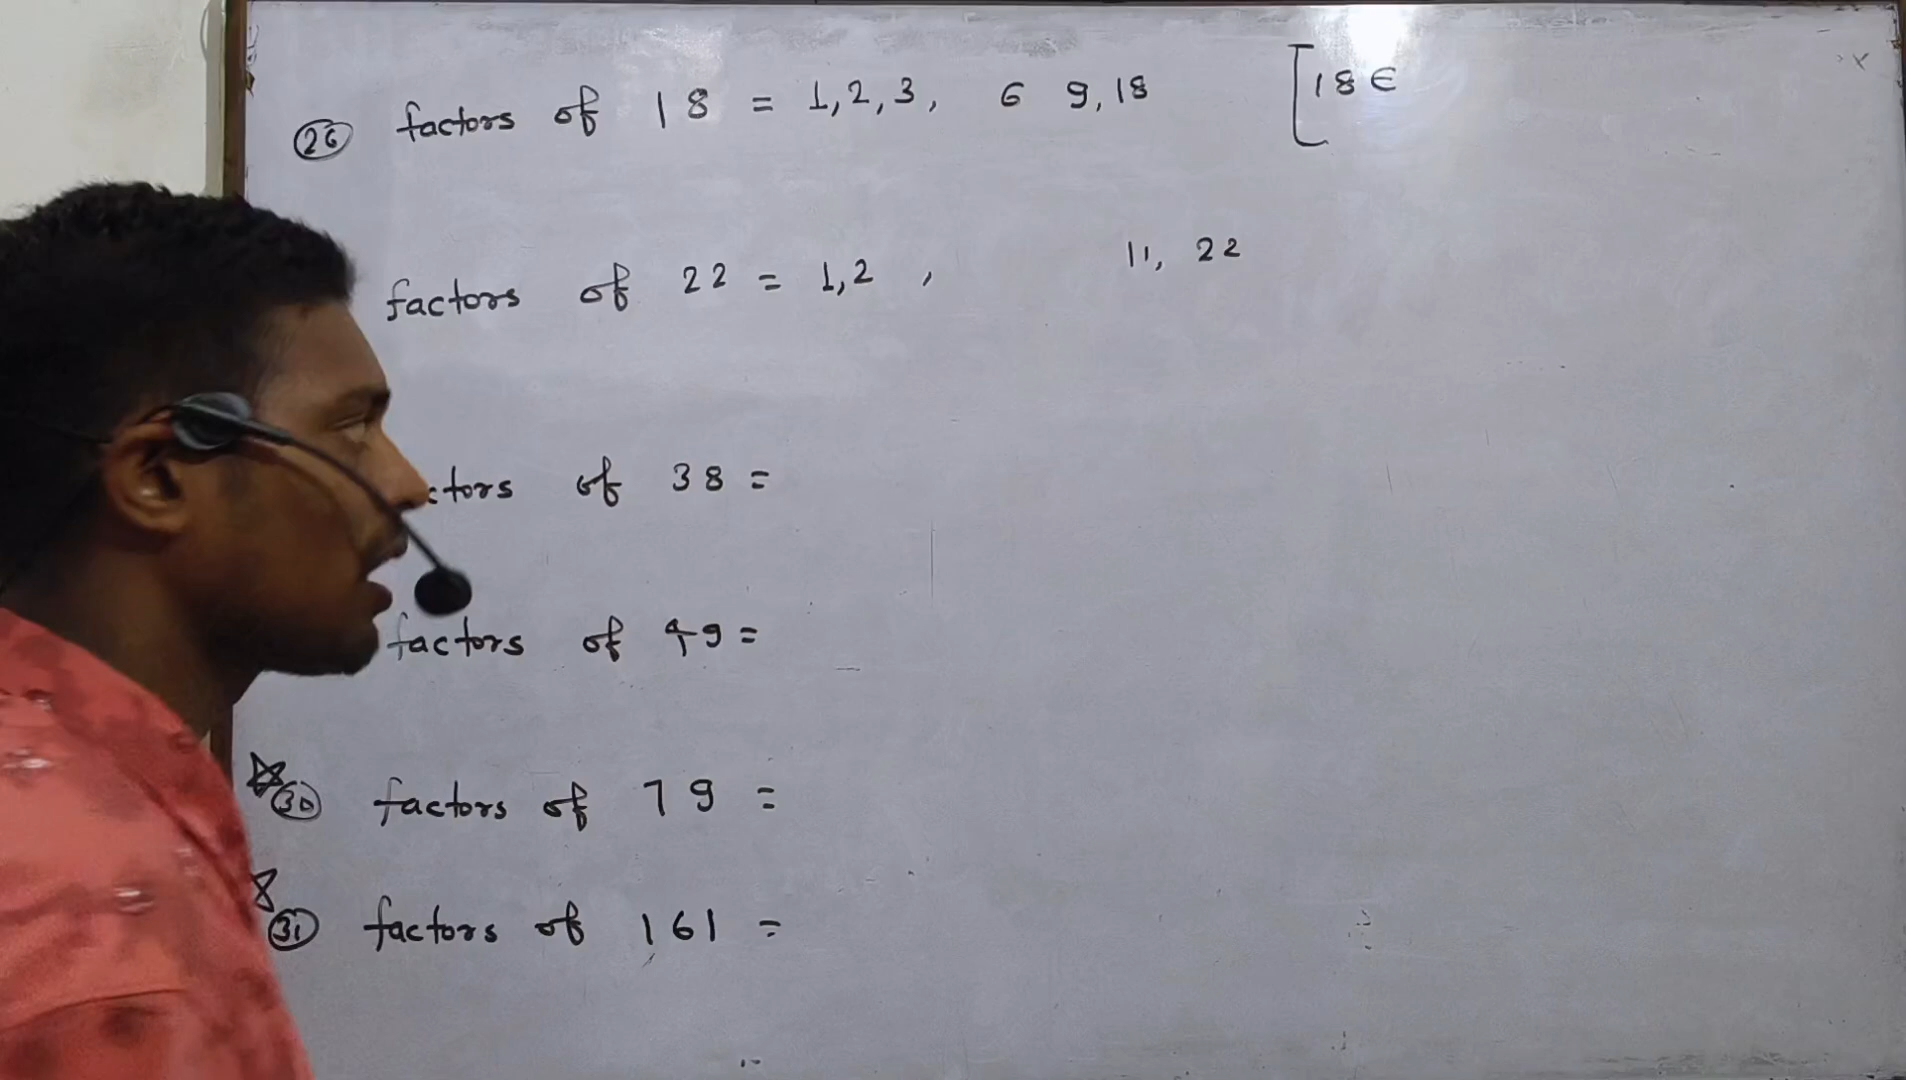 26 factors of 18 = 1,2,3, 6 9,18 [18 ∈
factors of 22 = 1,2 , 11, 22
ctors of 38 =
factors of 49 =
30 factors of 79 =
31 factors of 161 =